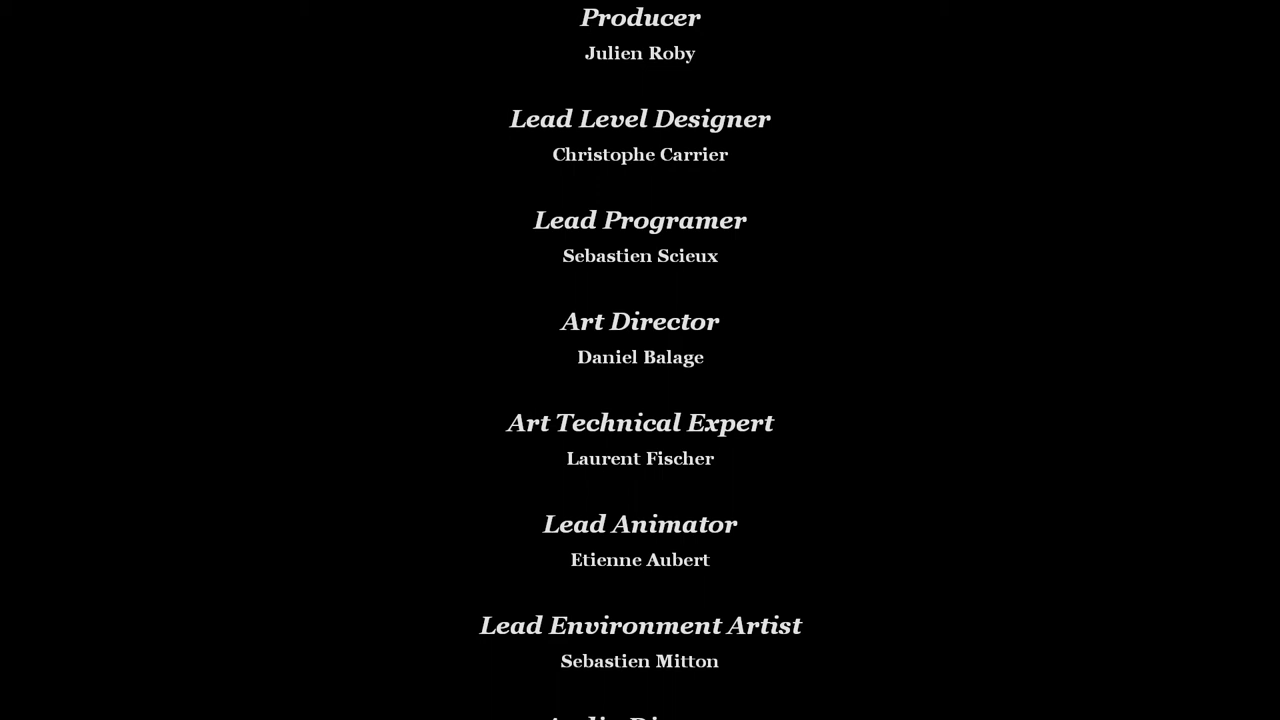 Producer
Julien Roby
Lead Level Designer
Christophe Carrier
Lead Programer
Sebastien Scieux
Art Director
Daniel Balage
Art Technical Expert
Laurent Fischer
Lead Animator
Etienne Aubert
Lead Environment Artist
Sebastien Mitton